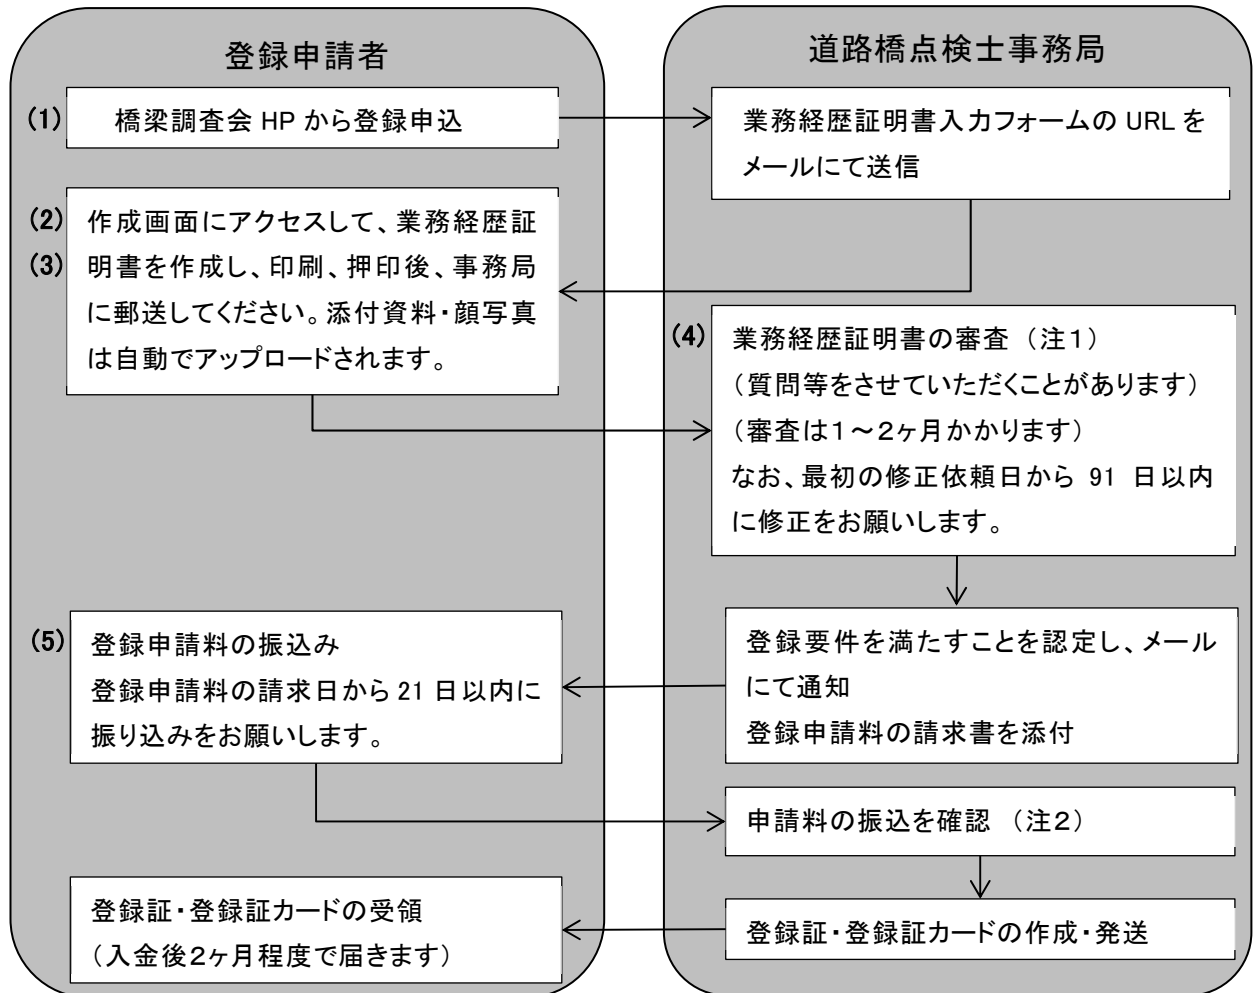 登録申請者
道路橋点検士事務局
(1) 橋梁調査会 HP から登録申込
業務経歴証明書入力フォームの URL を
メールにて送信
(2) 作成画面にアクセスして、業務経歴証
(3) 明書を作成し、印刷、押印後、事務局
に郵送してください。添付資料・顔写真
は自動でアップロードされます。
(4) 業務経歴証明書の審査 (注1)
(質問等をさせていただくことがあります)
(審査は1～2ヶ月かかります)
なお、最初の修正依頼日から 91 日以内
に修正をお願いします。
登録要件を満たすことを認定し、メール
にて通知
登録申請料の請求書を添付
(5) 登録申請料の振込み
登録申請料の請求日から 21 日以内に
振り込みをお願いします。
申請料の振込を確認 (注2)
登録証・登録証カードの作成・発送
登録証・登録証カードの受領
(入金後2ヶ月程度で届きます)